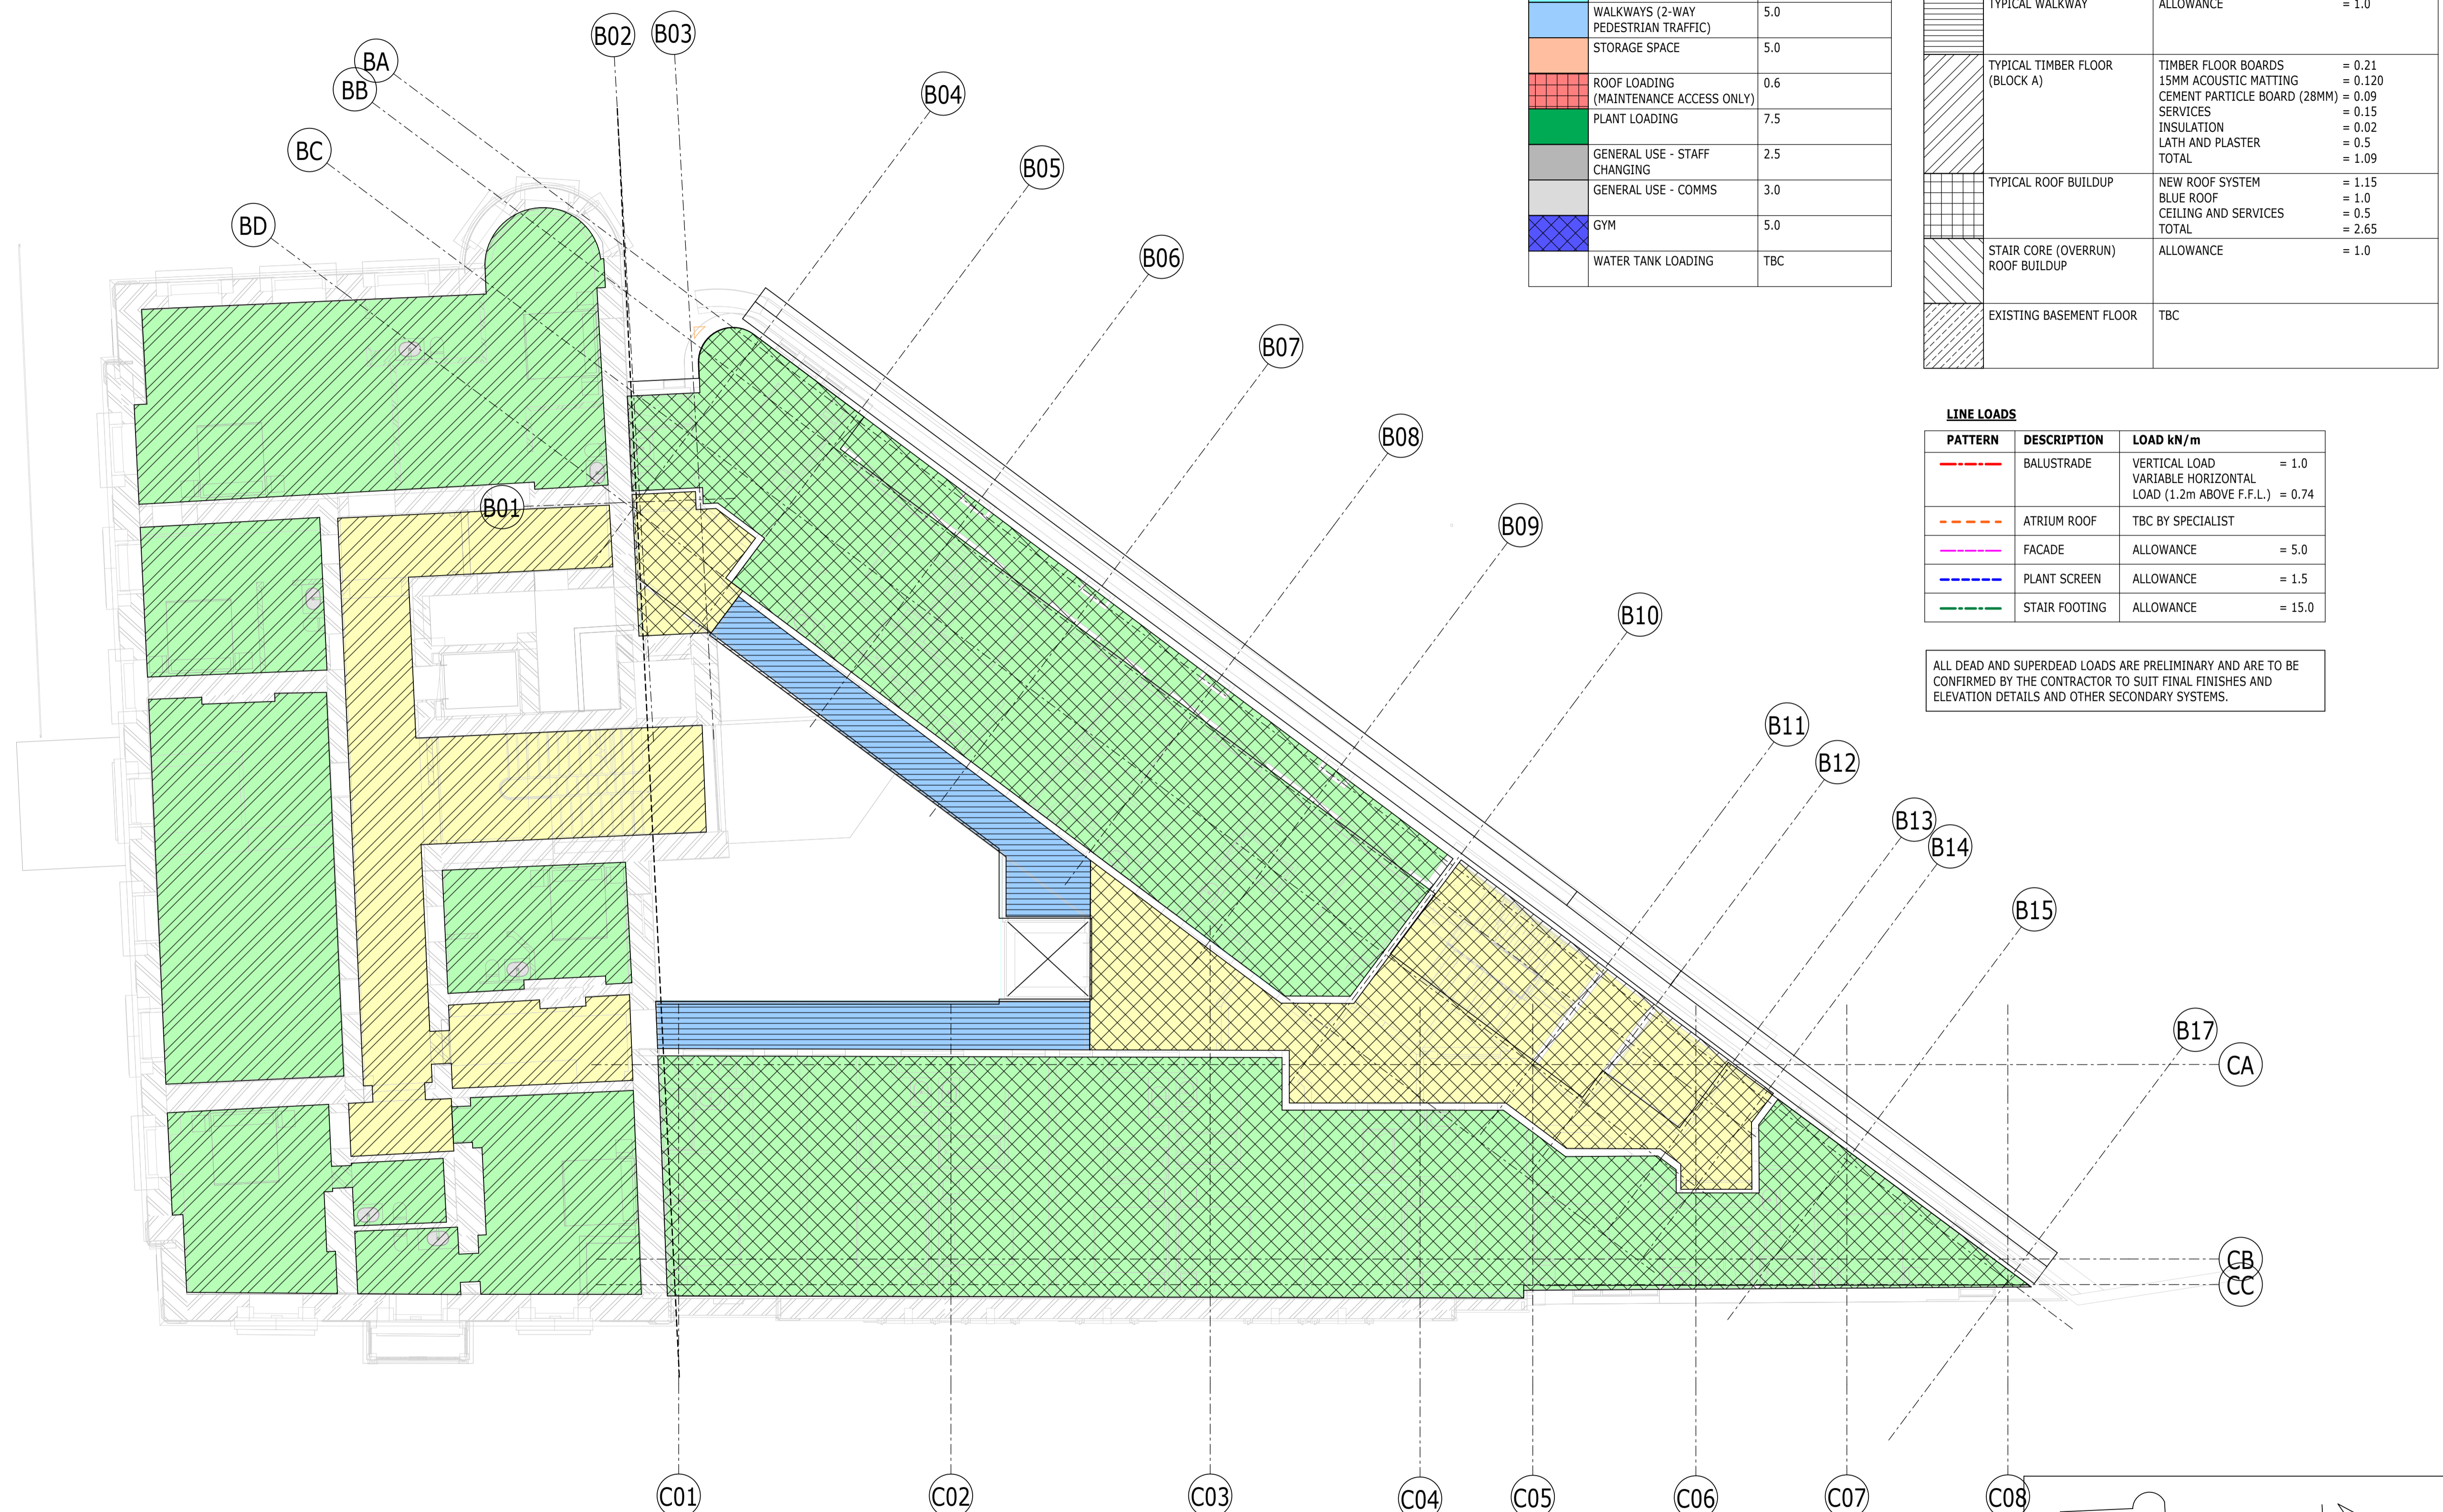 B02
B03
BA
BB
B04
BC
B05
BD
B06
B07
B08
B01
B09
B10
B11
B12
B13
B14
B15
B17
CA
CB
CC
C01
C02
C03
C04
C05
C06
C07
C08
WALKWAYS (2-WAY 5.0
PEDESTRIAN TRAFFIC)
STORAGE SPACE 5.0
ROOF LOADING 0.6
(MAINTENANCE ACCESS ONLY)
PLANT LOADING 7.5
GENERAL USE - STAFF 2.5
CHANGING
GENERAL USE - COMMS 3.0
GYM 5.0
WATER TANK LOADING TBC
TYPICAL WALKWAY ALLOWANCE = 1.0
TYPICAL TIMBER FLOOR TIMBER FLOOR BOARDS = 0.21
(BLOCK A) 15MM ACOUSTIC MATTING = 0.120
CEMENT PARTICLE BOARD (28MM) = 0.09
SERVICES = 0.15
INSULATION = 0.02
LATH AND PLASTER = 0.5
TOTAL = 1.09
TYPICAL ROOF BUILDUP NEW ROOF SYSTEM = 1.15
BLUE ROOF = 1.0
CEILING AND SERVICES = 0.5
TOTAL = 2.65
STAIR CORE (OVERRUN) ALLOWANCE = 1.0
ROOF BUILDUP
EXISTING BASEMENT FLOOR TBC
LINE LOADS
PATTERN DESCRIPTION LOAD kN/m
BALUSTRADE VERTICAL LOAD = 1.0
VARIABLE HORIZONTAL
LOAD (1.2m ABOVE F.F.L.) = 0.74
ATRIUM ROOF TBC BY SPECIALIST
FACADE ALLOWANCE = 5.0
PLANT SCREEN ALLOWANCE = 1.5
STAIR FOOTING ALLOWANCE = 15.0
ALL DEAD AND SUPERDEAD LOADS ARE PRELIMINARY AND ARE TO BE
CONFIRMED BY THE CONTRACTOR TO SUIT FINAL FINISHES AND
ELEVATION DETAILS AND OTHER SECONDARY SYSTEMS.